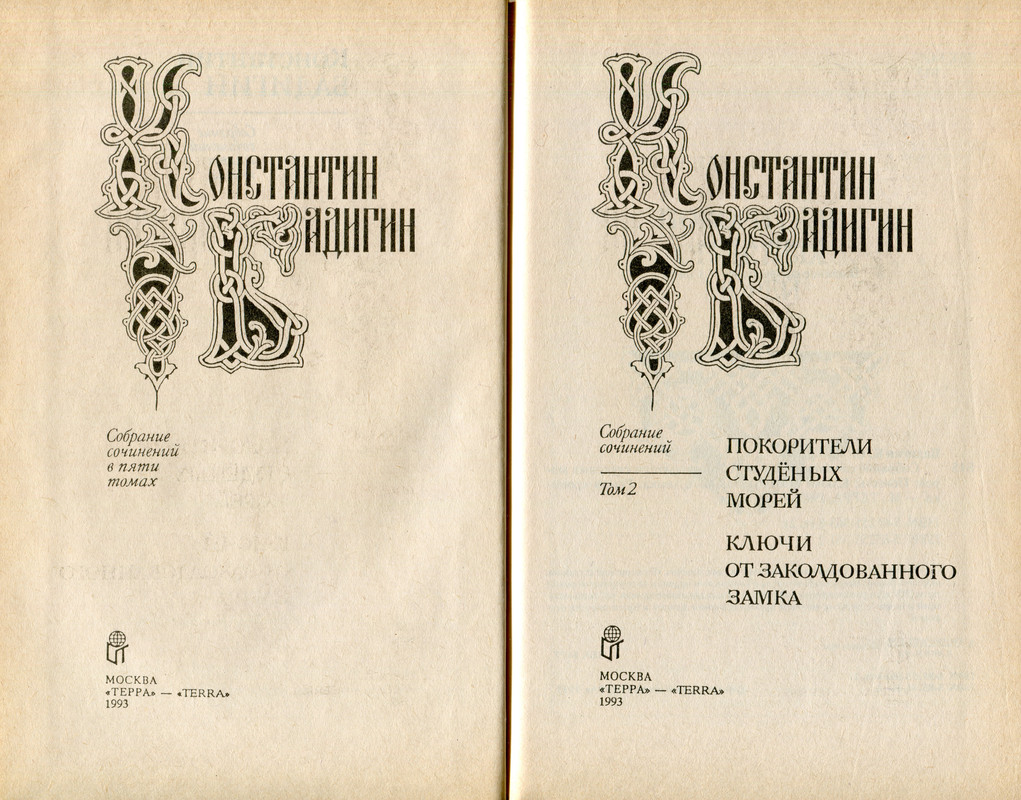 Константин
Бадигин
Собрание
сочинений
в пяти
томах
МОСКВА
«ТЕРРА» — «TERRA»
1993
Константин
Бадигин
Собрание
сочинений
Том 2
ПОКОРИТЕЛИ
СТУДЁНЫХ
МОРЕЙ
КЛЮЧИ
ОТ ЗАКОЛДОВАННОГО
ЗАМКА
МОСКВА
«ТЕРРА» — «TERRA»
1993